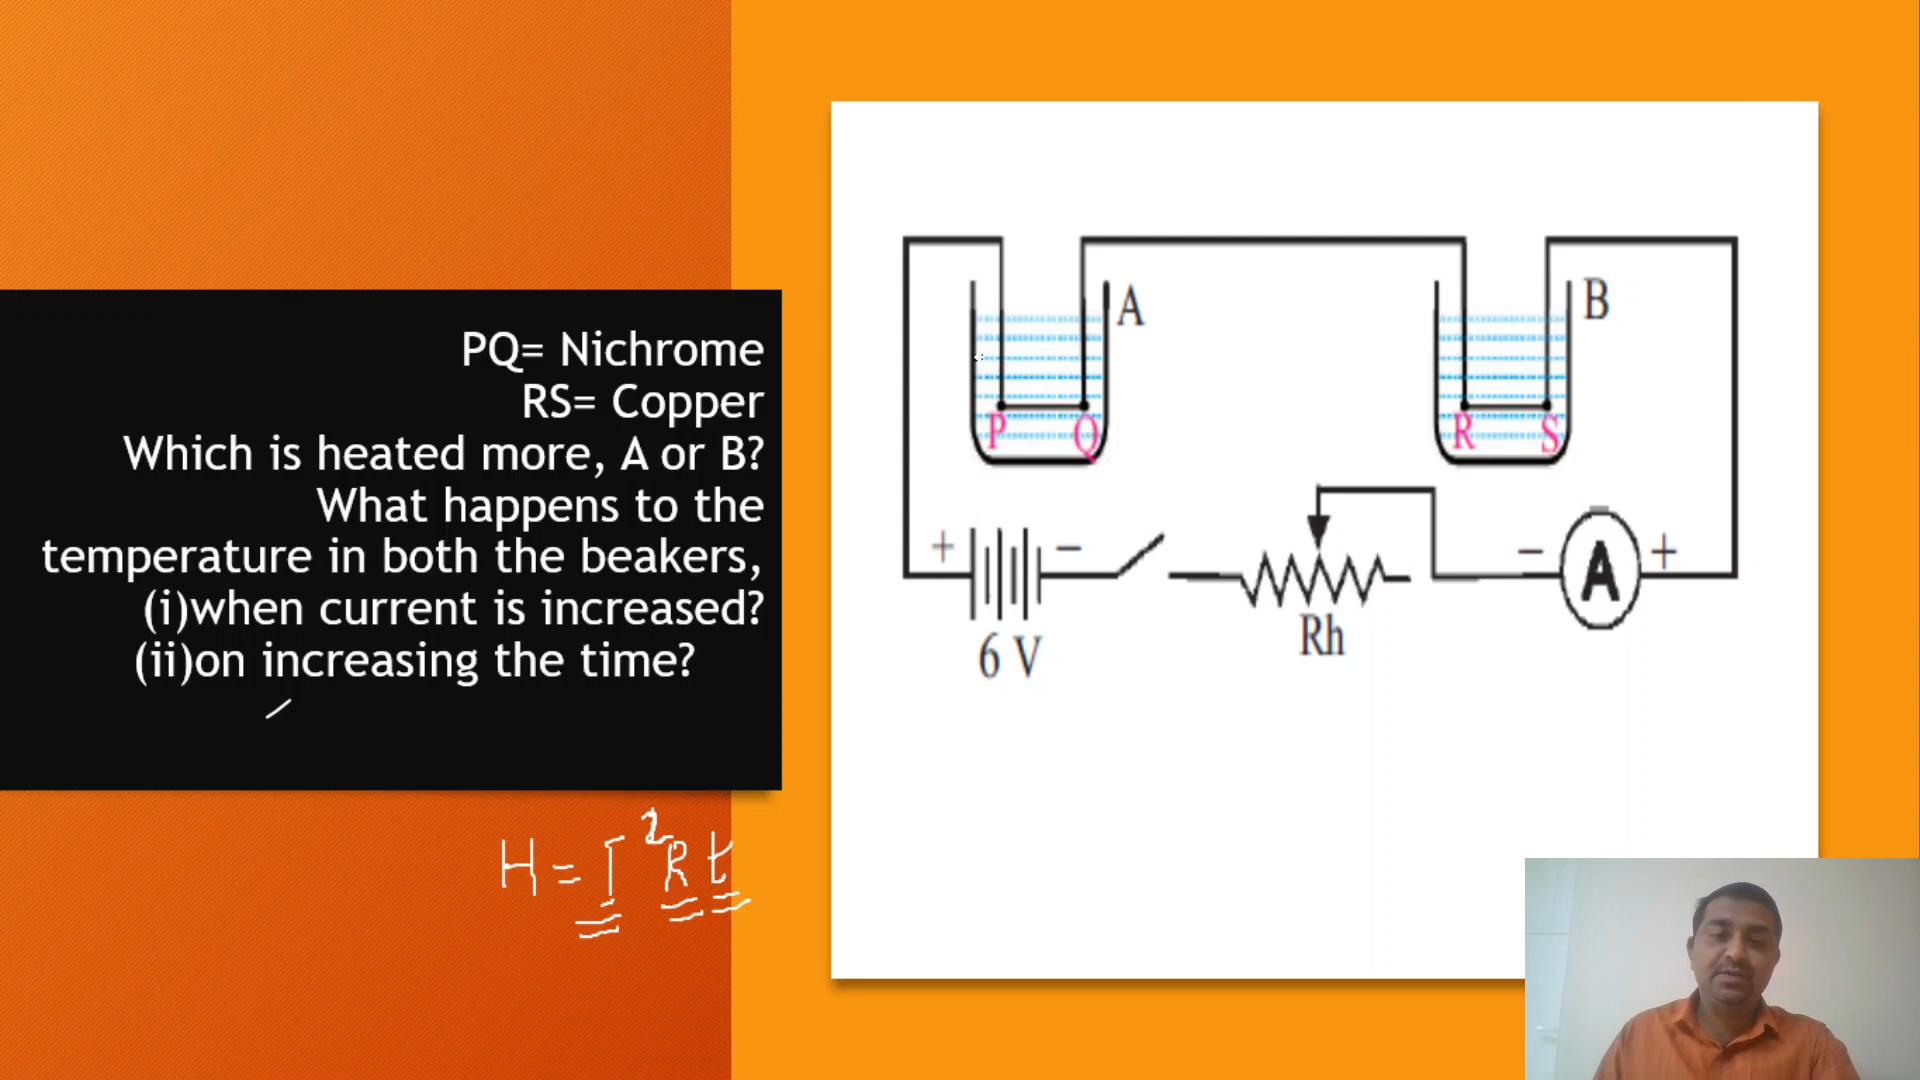 PQ= Nichrome
RS= Copper
Which is heated more, A or B?
What happens to the
temperature in both the beakers,
(i)when current is increased?
(ii)on increasing the time?
H = I²Rt
A
B
P Q
R S
+ −
− A +
6 V
Rh